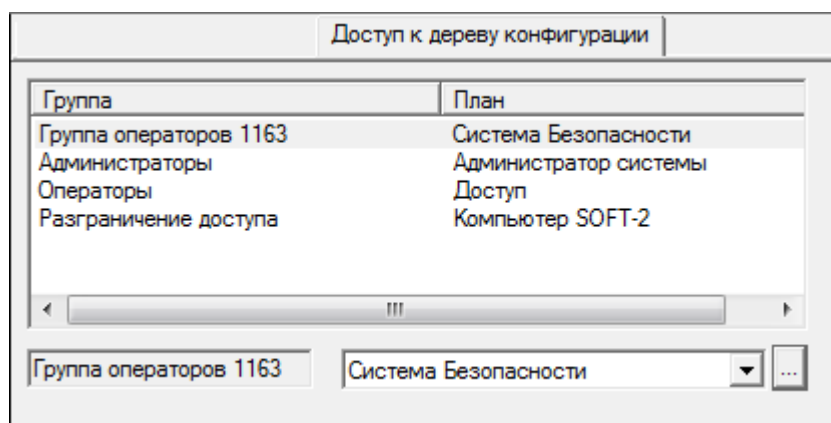 Доступ к дереву конфигурации
Группа План
Группа операторов 1163 Система Безопасности
Администраторы Администратор системы
Операторы Доступ
Разграничение доступа Компьютер SOFT-2
Группа операторов 1163 Система Безопасности ...